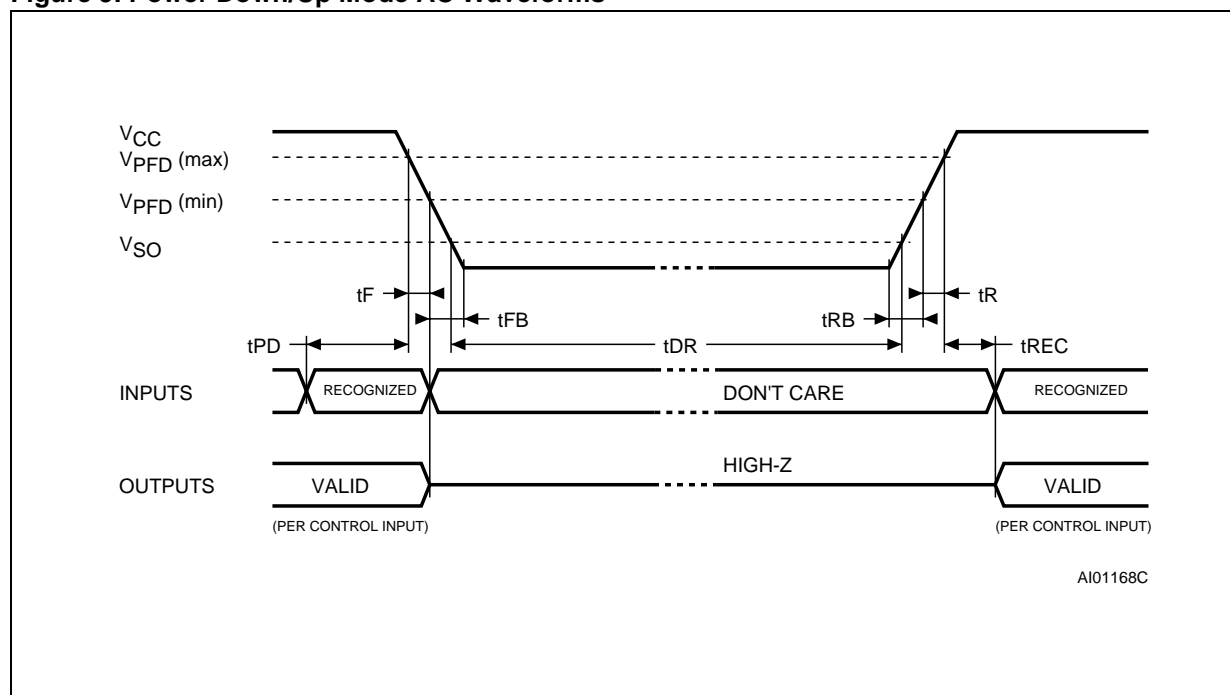 VCC
VPFD (max)
VPFD (min)
VSO
tF
tR
tFB
tRB
tPD
tDR
tREC
INPUTS
RECOGNIZED
DON'T CARE
RECOGNIZED
HIGH-Z
OUTPUTS
VALID
VALID
(PER CONTROL INPUT)
(PER CONTROL INPUT)
AI01168C